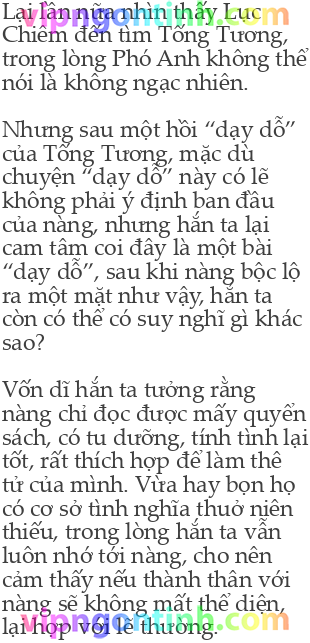 Lại lần nữa nhìn thấy Lục
Chiêm đến tìm Tống Tương,
trong lòng Phó Anh không thể
nói là không ngạc nhiên.
Nhưng sau một hồi “dạy dỗ”
của Tống Tương, mặc dù
chuyện “dạy dỗ” này có lẽ
không phải ý định ban đầu
của nàng, nhưng hắn ta lại
cam tâm coi đây là một bài
“dạy dỗ”, sau khi nàng bộc lộ
ra một mặt như vậy, hắn ta
còn có thể có suy nghĩ gì khác
sao?
Vốn dĩ hắn ta tưởng rằng
nàng chỉ đọc được mấy quyển
sách, có tu dưỡng, tính tình lại
tốt, rất thích hợp để làm thê
tử của mình. Vừa hay bọn họ
có cơ sở tình nghĩa thuở niên
thiếu, trong lòng hắn ta vẫn
luôn nhớ tới nàng, cho nên
cảm thấy nếu thành thân với
nàng sẽ không mất thể diện,
lại hợp với lẽ thường.
vipngontinh.com
vipngontinh.com